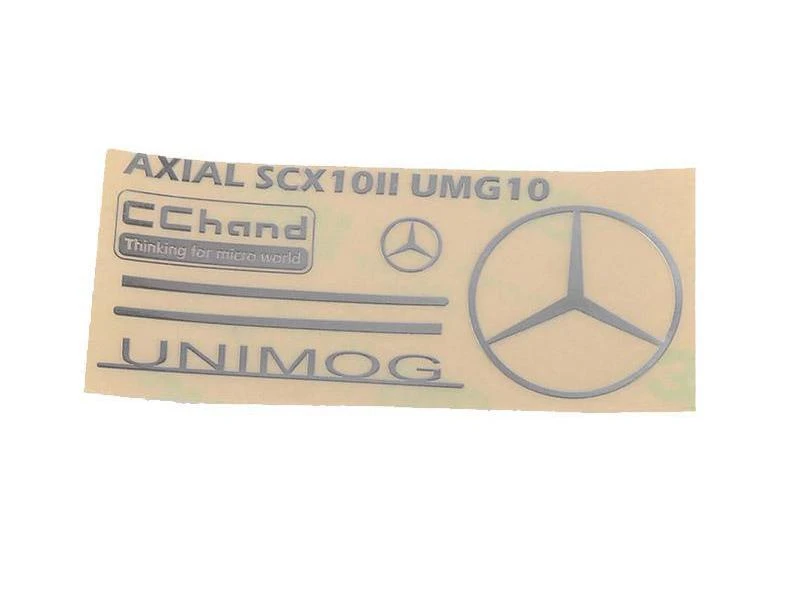 AXIAL SCX10II UMG10
CChand
Thinking for micro world
UNIMOG